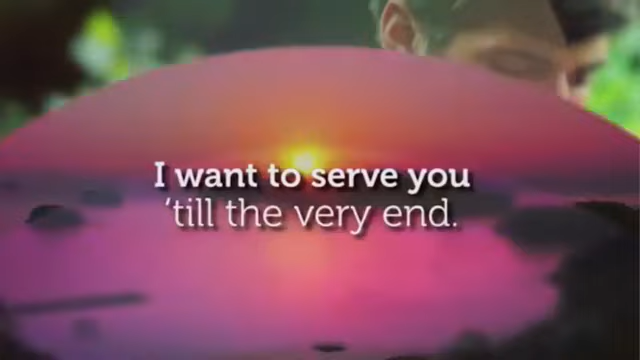 I want to serve you
‘till the very end.